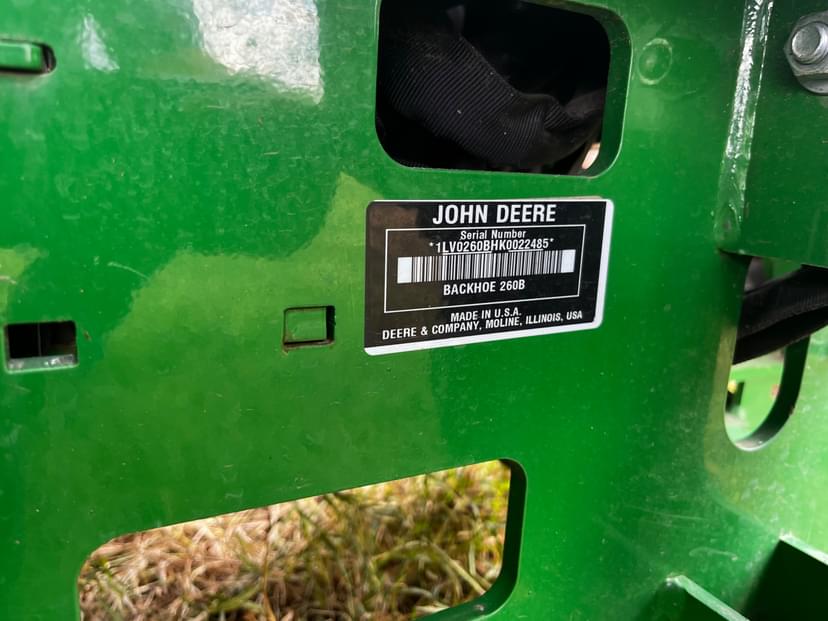 JOHN DEERE
Serial Number
*1LV0260BHK0022485*
BACKHOE 260B
MADE IN U.S.A.
DEERE & COMPANY, MOLINE, ILLINOIS, USA